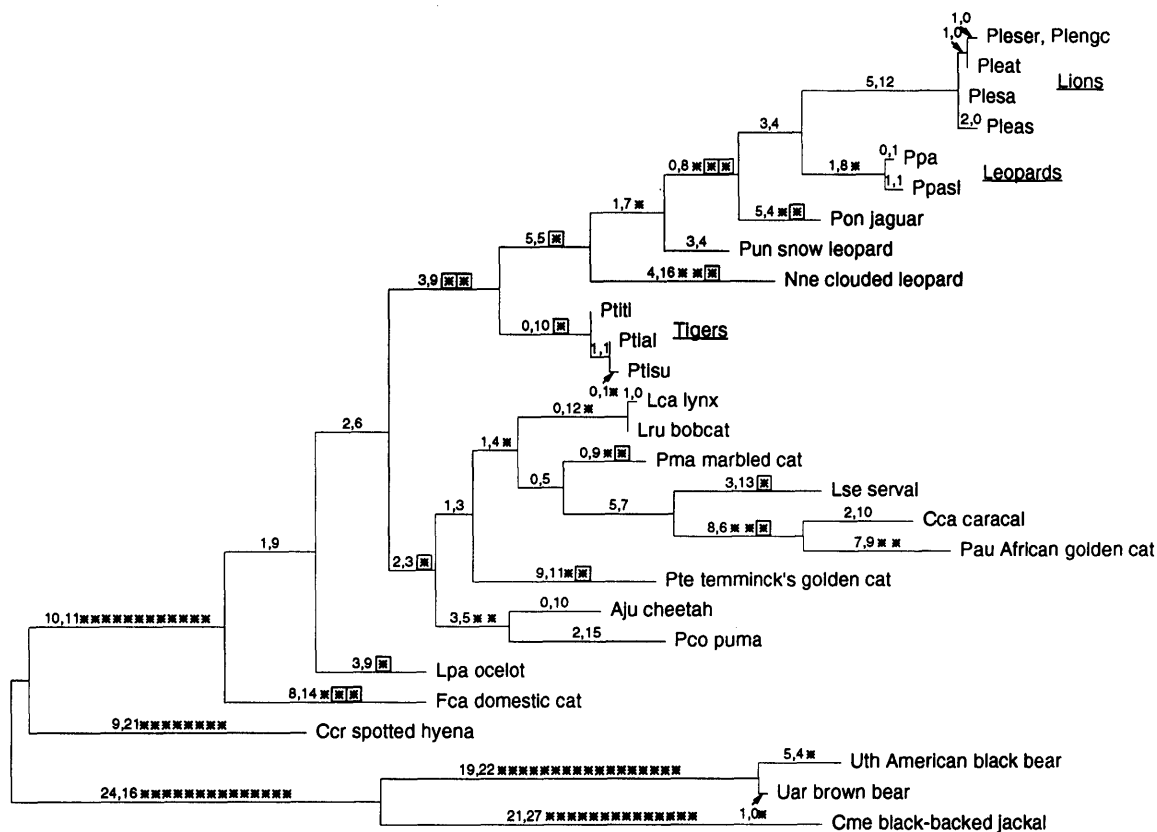 1,0
1,0
Pleser, Plengc
Pleat
Lions
5,12
Plesa
2,0
Pleas
3,4
0,1
Ppa
0,8 ※ ※ ※
1,8 ※
Leopards
1,1
Ppasl
1,7 ※
5,4 ※ ※
Pon jaguar
5,5 ※
3,4
Pun snow leopard
3,9 ※ ※
4,16 ※ ※ ※
Nne clouded leopard
Ptiti
0,10 ※
Ptial
Tigers
1,1
Ptisu
0,1 ※
1,0
Lca lynx
0,12 ※
2,6
Lru bobcat
1,4 ※
0,9 ※ ※
Pma marbled cat
0,5
3,13 ※
Lse serval
1,3
5,7
2,10
Cca caracal
8,6 ※ ※ ※
1,9
7,9 ※ ※
Pau African golden cat
2,3 ※
9,11 ※ ※
Pte temminck's golden cat
0,10
Aju cheetah
10,11 ※※※※※※※※※※※
3,5 ※ ※
2,15
Pco puma
3,9 ※
Lpa ocelot
8,14 ※ ※ ※
Fca domestic cat
9,21 ※※※※※※※※
Ccr spotted hyena
5,4 ※
Uth American black bear
19,22 ※※※※※※※※※※※※※※※
24,16 ※※※※※※※※※※※※
Uar brown bear
1,0 ※
21,27 ※※※※※※※※※※※※
Cme black-backed jackal